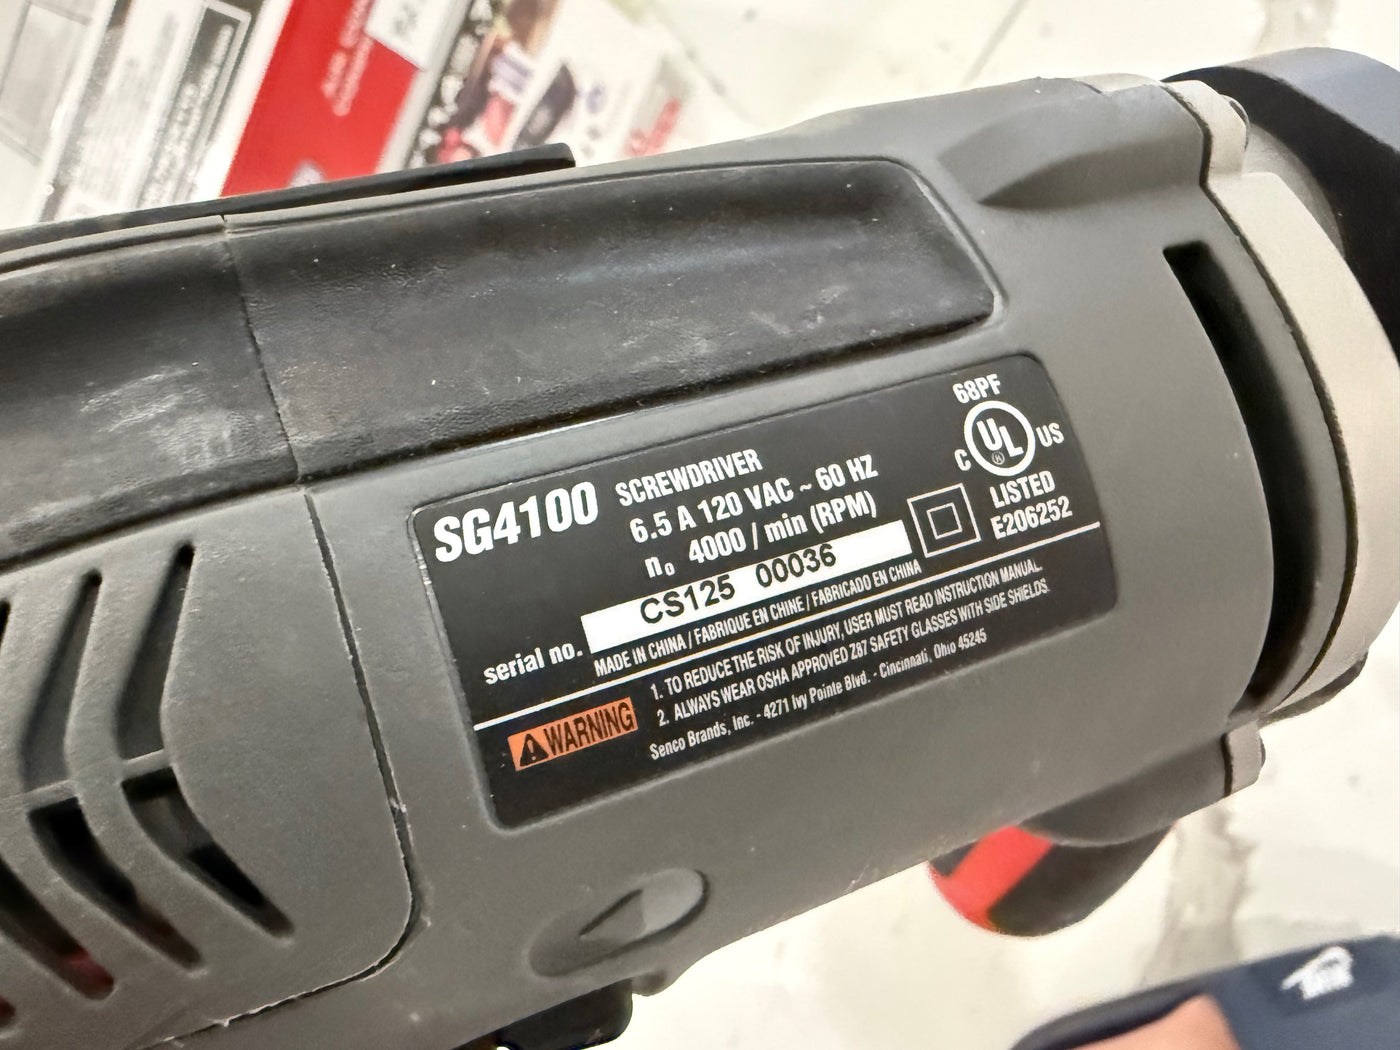 SG4100 SCREWDRIVER
6.5 A 120 VAC ~ 60 HZ
n₀ 4000 / min (RPM)
serial no. CS125 00036
MADE IN CHINA / FABRIQUE EN CHINE / FABRICADO EN CHINA
68PF
C UL ® US
LISTED
E206252
WARNING
1. TO REDUCE THE RISK OF INJURY, USER MUST READ INSTRUCTION MANUAL.
2. ALWAYS WEAR OSHA APPROVED Z87 SAFETY GLASSES WITH SIDE SHIELDS.
Senco Brands, Inc. - 4271 Ivy Pointe Blvd. - Cincinnati, Ohio 45245